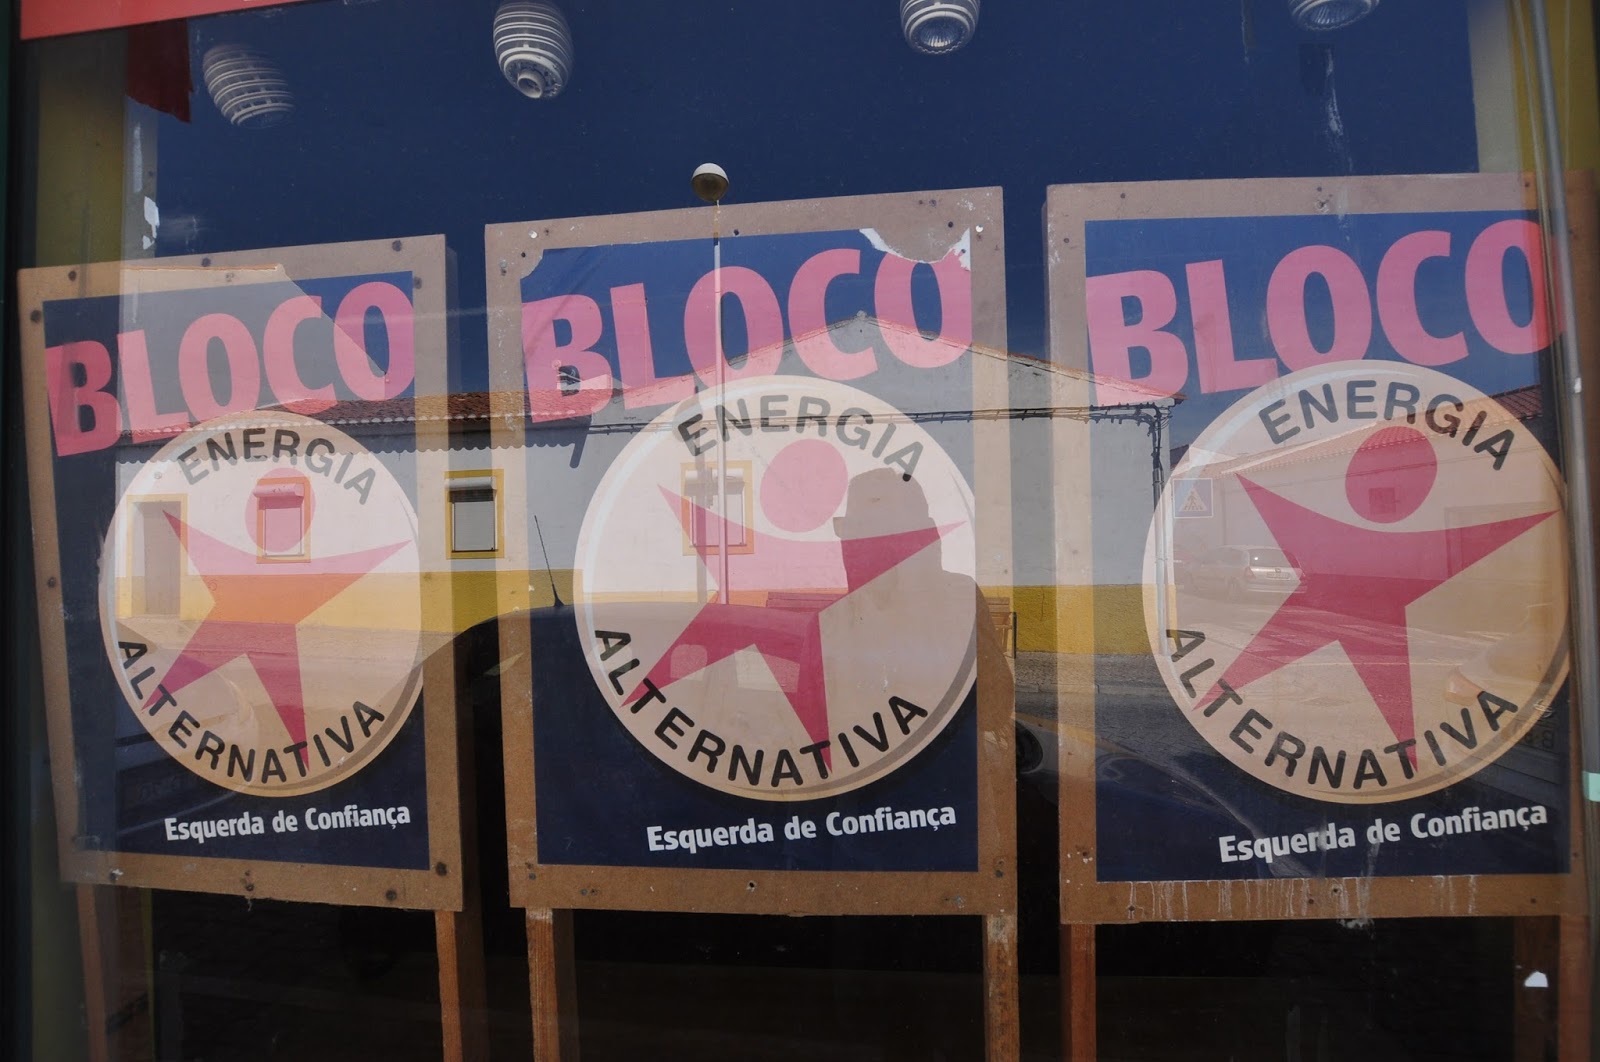 BLOCO
ENERGIA
ALTERNATIVA
Esquerda de Confiança
BLOCO
ENERGIA
ALTERNATIVA
Esquerda de Confiança
BLOCO
ENERGIA
ALTERNATIVA
Esquerda de Confiança